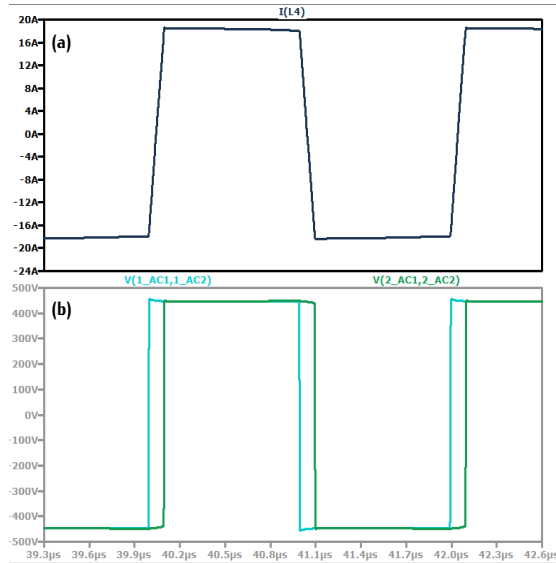 I(L4)
20A
(a)
16A
12A
8A
4A
0A
-4A
-8A
-12A
-16A
-20A
-24A
V(1_AC1,1_AC2) V(2_AC1,2_AC2)
500V
(b)
400V
300V
200V
100V
0V
-100V
-200V
-300V
-400V
-500V
39.3µs 39.6µs 39.9µs 40.2µs 40.5µs 40.8µs 41.1µs 41.4µs 41.7µs 42.0µs 42.3µs 42.6µs